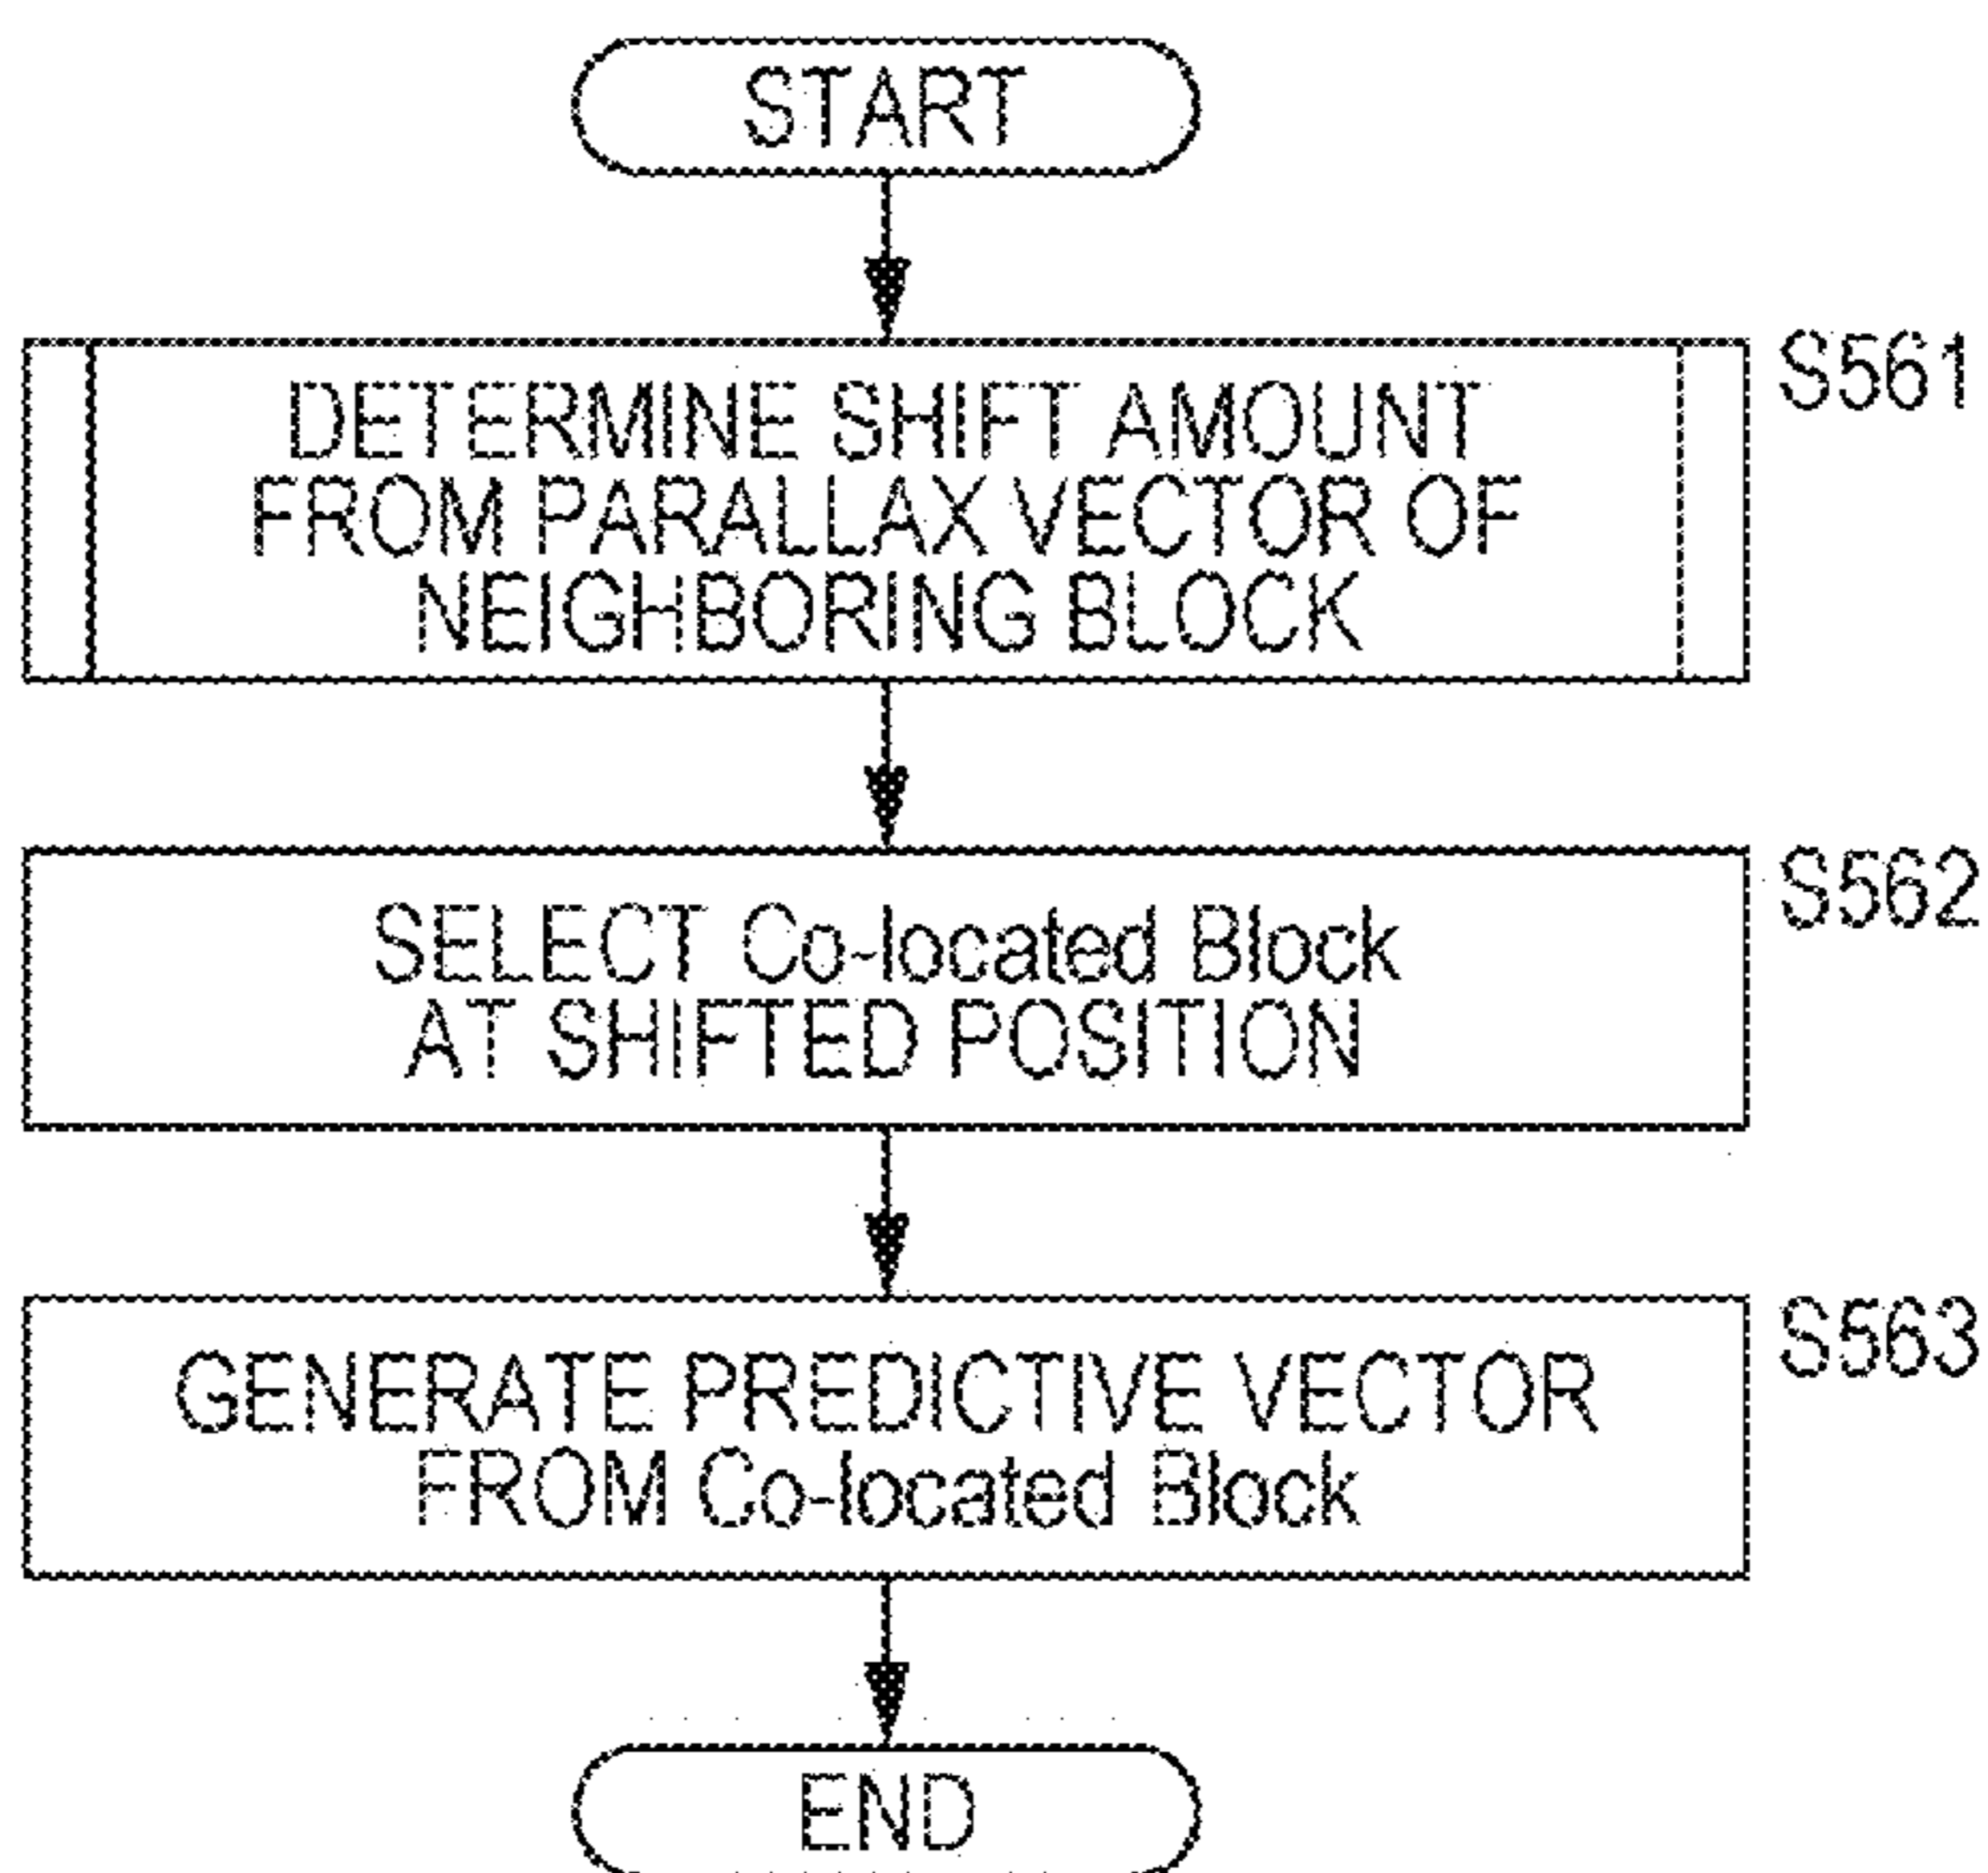 START
DETERMINE SHIFT AMOUNT
FROM PARALLAX VECTOR OF
NEIGHBORING BLOCK
S561
SELECT Co-located Block
AT SHIFTED POSITION
S562
GENERATE PREDICTIVE VECTOR
FROM Co-located Block
S563
END